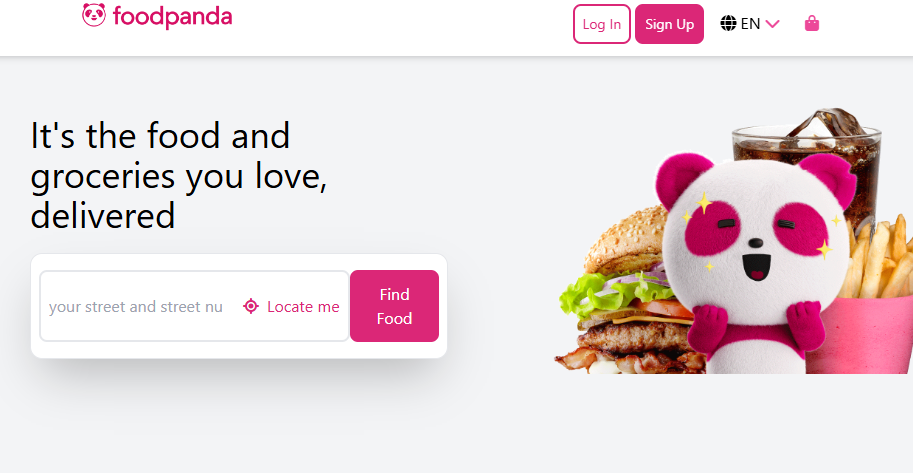 foodpanda
Log In
Sign Up
EN
It's the food and
groceries you love,
delivered
your street and street nu
Locate me
Find
Food